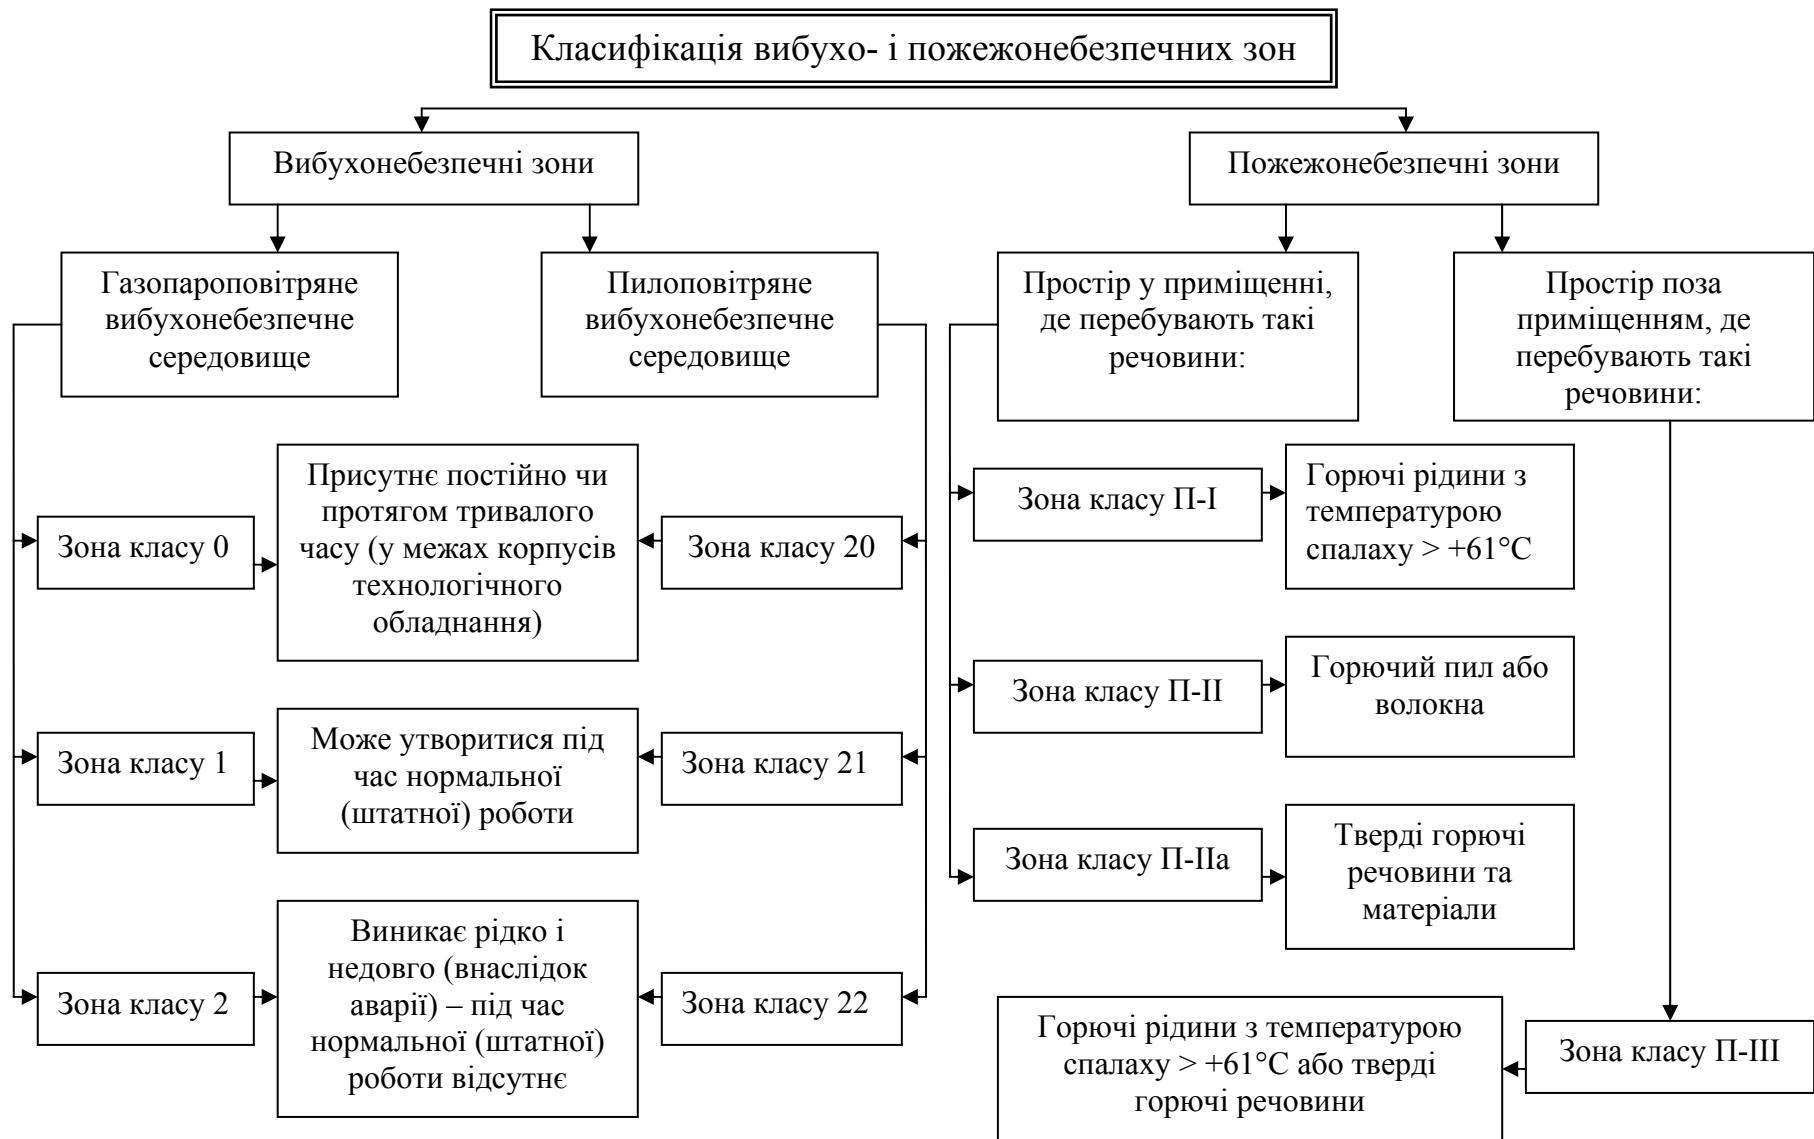 Класифікація вибухо- і пожежонебезпечних зон
Вибухонебезпечні зони
Пожежонебезпечні зони
Газопароповітряне
вибухонебезпечне
середовище
Пилоповітряне
вибухонебезпечне
середовище
Простір у приміщенні,
де перебувають такі
речовини:
Простір поза
приміщенням, де
перебувають такі
речовини:
Зона класу 0
Присутнє постійно чи
протягом тривалого
часу (у межах корпусів
технологічного
обладнання)
Зона класу 20
Зона класу П-I
Горючі рідини з
температурою
спалаху > +61°С
Зона класу 1
Може утворитися під
час нормальної
(штатної) роботи
Зона класу 21
Зона класу П-II
Горючий пил або
волокна
Зона класу П-IIа
Тверді горючі
речовини та
матеріали
Зона класу 2
Виникає рідко і
недовго (внаслідок
аварії) – під час
нормальної (штатної)
роботи відсутнє
Зона класу 22
Горючі рідини з температурою
спалаху > +61°С або тверді
горючі речовини
Зона класу П-III